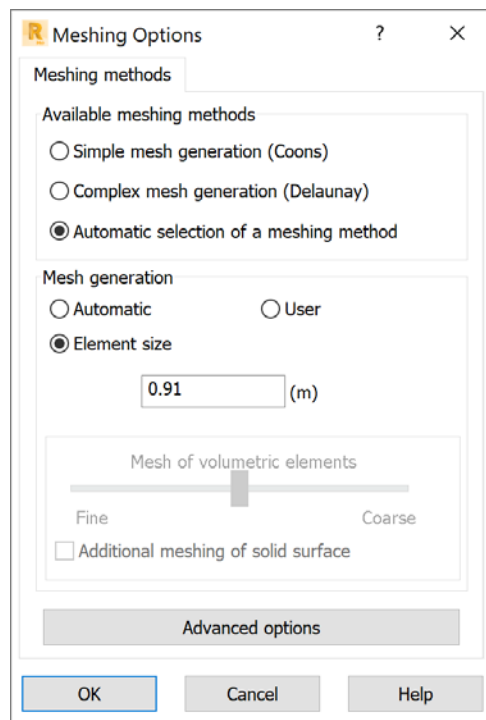 Meshing Options ? ×
Meshing methods
Available meshing methods
Simple mesh generation (Coons)
Complex mesh generation (Delaunay)
Automatic selection of a meshing method
Mesh generation
Automatic User
Element size
0.91 (m)
Mesh of volumetric elements
Fine Coarse
Additional meshing of solid surface
Advanced options
OK Cancel Help